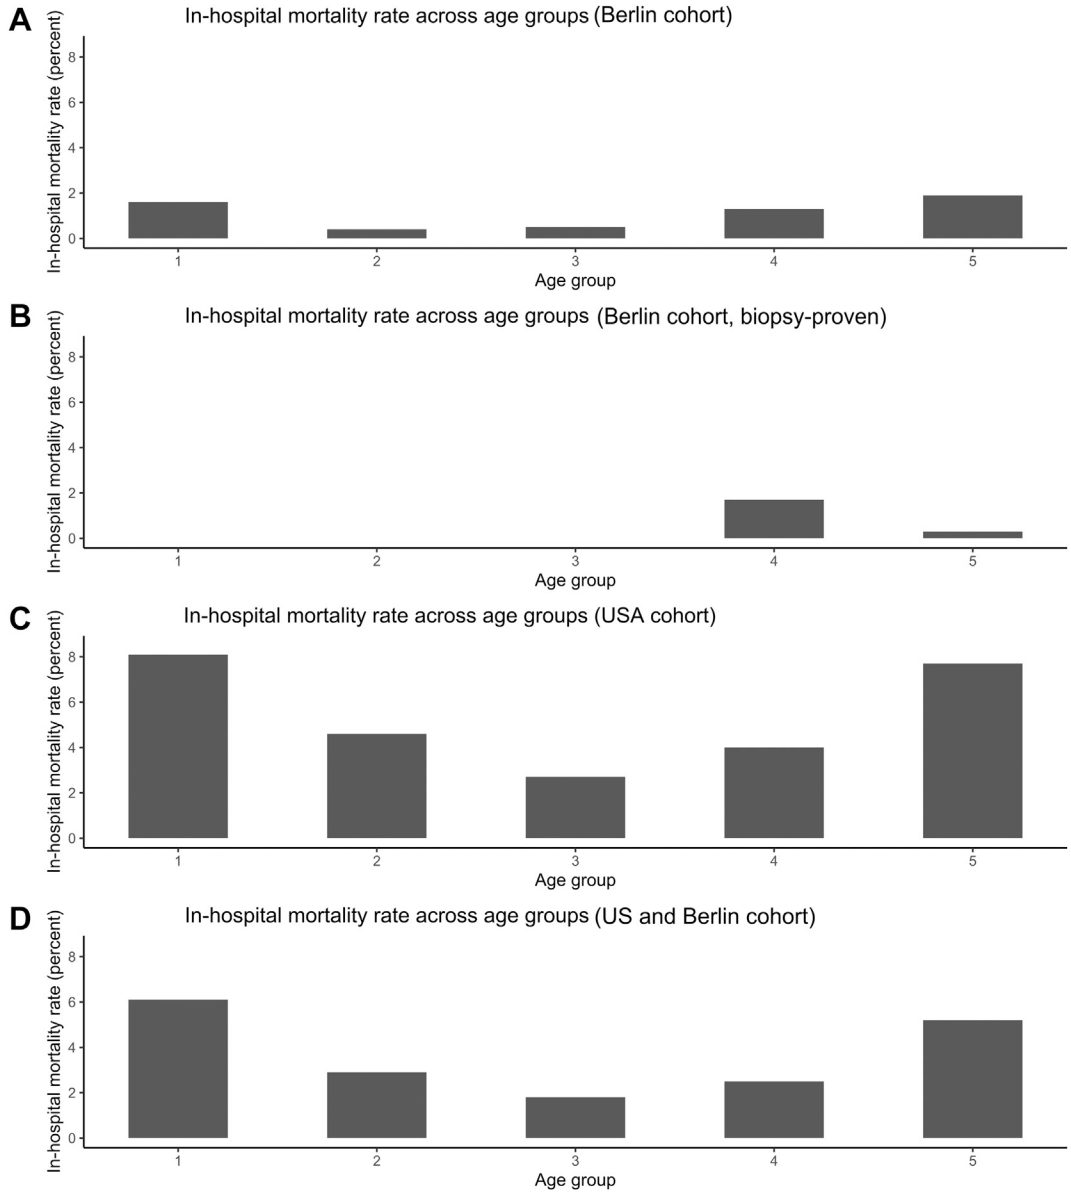 A
In-hospital mortality rate across age groups (Berlin cohort)
In-hospital mortality rate (percent)
8
6
4
2
0
1 2 3 4 5
Age group
B
In-hospital mortality rate across age groups (Berlin cohort, biopsy-proven)
In-hospital mortality rate (percent)
8
6
4
2
0
1 2 3 4 5
Age group
C
In-hospital mortality rate across age groups (USA cohort)
In-hospital mortality rate (percent)
8
6
4
2
0
1 2 3 4 5
Age group
D
In-hospital mortality rate across age groups (US and Berlin cohort)
In-hospital mortality rate (percent)
8
6
4
2
0
1 2 3 4 5
Age group